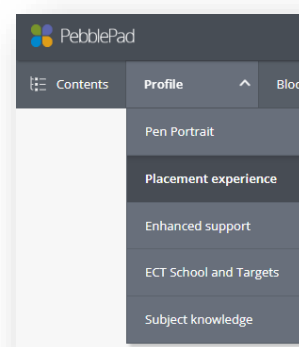 PebblePad
Contents Profile
Pen Portrait
Placement experience
Enhanced support
ECT School and Targets
Subject knowledge